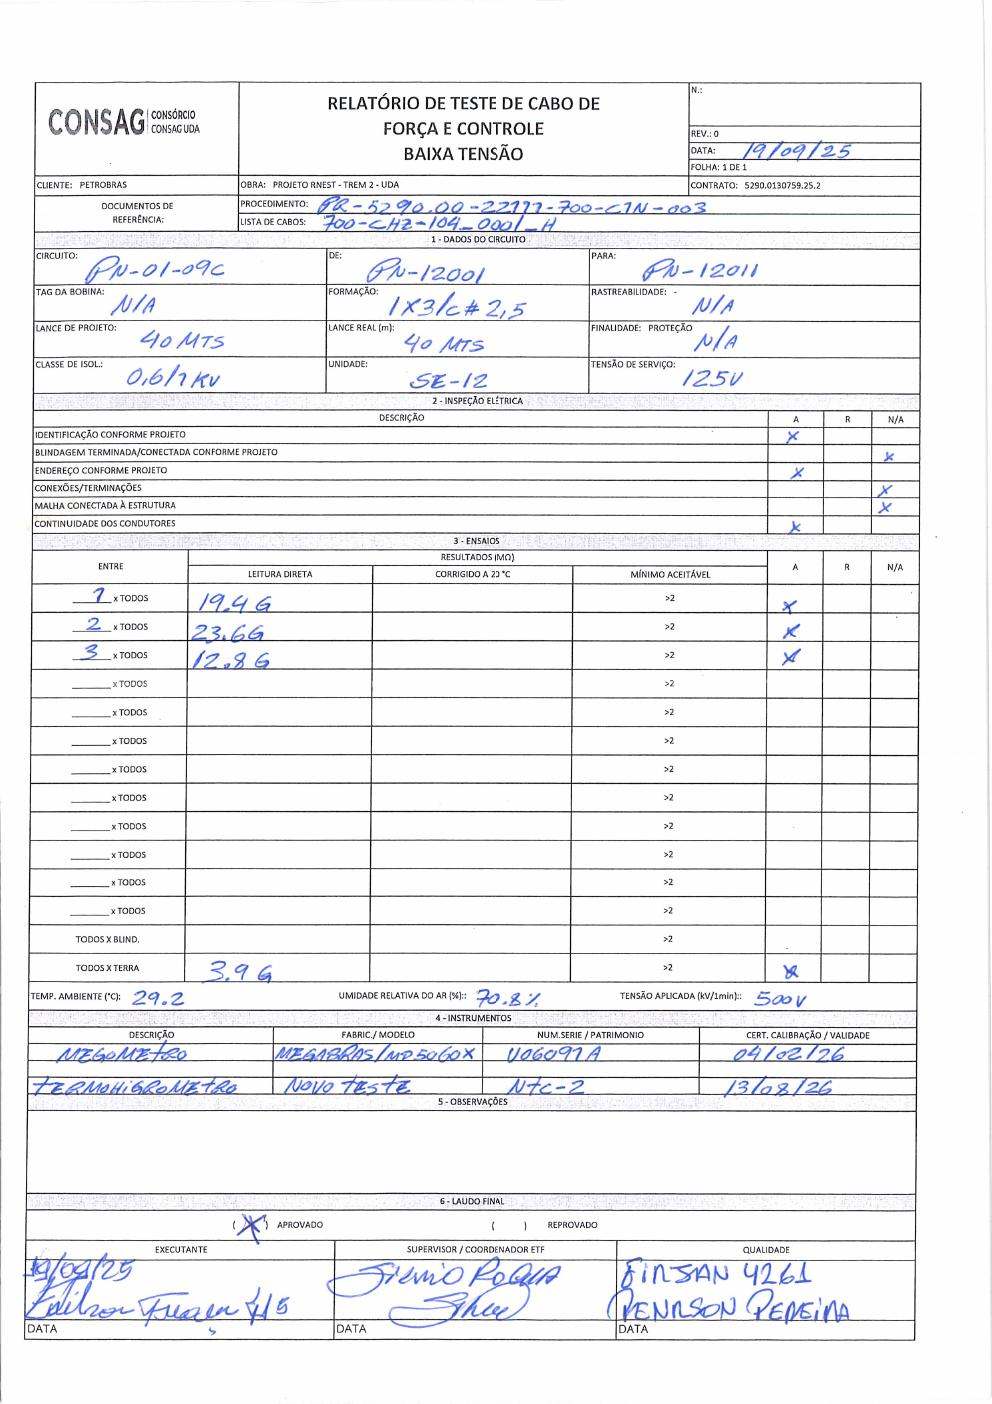 CONSAG CONSÓRCIO CONSAG UDA
RELATÓRIO DE TESTE DE CABO DE
FORÇA E CONTROLE
BAIXA TENSÃO
N.:
REV.: 0
DATA: 19/09/25
FOLHA: 1 DE 1
CLIENTE: PETROBRAS OBRA: PROJETO RNEST - TREM 2 - UDA CONTRATO: 5290.0130759.25.2
DOCUMENTOS DE REFERÊNCIA:
PROCEDIMENTO: PR-5290.00-22111-700-C1N-003
LISTA DE CABOS: 700-CH2-104_0001_H
1 - DADOS DO CIRCUITO
CIRCUITO: PN-01-09C DE: PN-12001 PARA: PN-12011
TAG DA BOBINA: N/A FORMAÇÃO: 1X3/C#2,5 RASTREABILIDADE: - N/A
LANCE DE PROJETO: 40 MTS LANCE REAL (m): 40 MTS FINALIDADE: PROTEÇÃO N/A
CLASSE DE ISOL.: 0,6/1KV UNIDADE: SE-12 TENSÃO DE SERVIÇO: 125V
2 - INSPEÇÃO ELÉTRICA
DESCRIÇÃO A R N/A
IDENTIFICAÇÃO CONFORME PROJETO X
BLINDAGEM TERMINADA/CONECTADA CONFORME PROJETO X
ENDEREÇO CONFORME PROJETO X
CONEXÕES/TERMINAÇÕES X
MALHA CONECTADA À ESTRUTURA X
CONTINUIDADE DOS CONDUTORES X
3 - ENSAIOS
ENTRE RESULTADOS (MΩ) A R N/A
LEITURA DIRETA CORRIGIDO A 20 °C MÍNIMO ACEITÁVEL
1 x TODOS 19.4 G >2 X
2 x TODOS 23.6G >2 X
3 x TODOS 12.8 G >2 X
x TODOS >2
x TODOS >2
x TODOS >2
x TODOS >2
x TODOS >2
x TODOS >2
x TODOS >2
x TODOS >2
x TODOS >2
TODOS X BLIND. >2
TODOS X TERRA 3.9 G >2 X
TEMP. AMBIENTE (°C): 29.2 UMIDADE RELATIVA DO AR (%):: 70.8% TENSÃO APLICADA (kV/1min):: 500V
4 - INSTRUMENTOS
DESCRIÇÃO FABRIC./ MODELO NUM.SERIE / PATRIMONIO CERT. CALIBRAÇÃO / VALIDADE
MEGOMETRO MEGABRAS/MD5060X U06091A 04/02/26
TERMOHIGROMETRO NOVO TESTE NTC-2 13/08/26
5 - OBSERVAÇÕES
6 - LAUDO FINAL
(X) APROVADO ( ) REPROVADO
EXECUTANTE SUPERVISOR / COORDENADOR ETF QUALIDADE
19/09/25 FIRSAN 4261
PENILSON PEREIRA
DATA DATA DATA